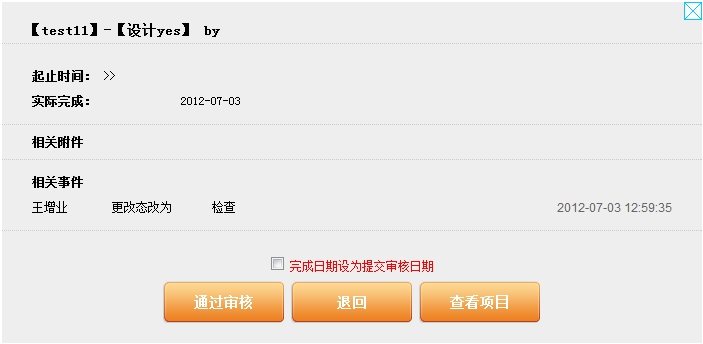 【test11】-【设计yes】 by
起止时间： >>
实际完成： 2012-07-03
相关附件
相关事件
王增业 更改态改为 检查 2012-07-03 12:59:35
完成日期设为提交审核日期
通过审核 退回 查看项目